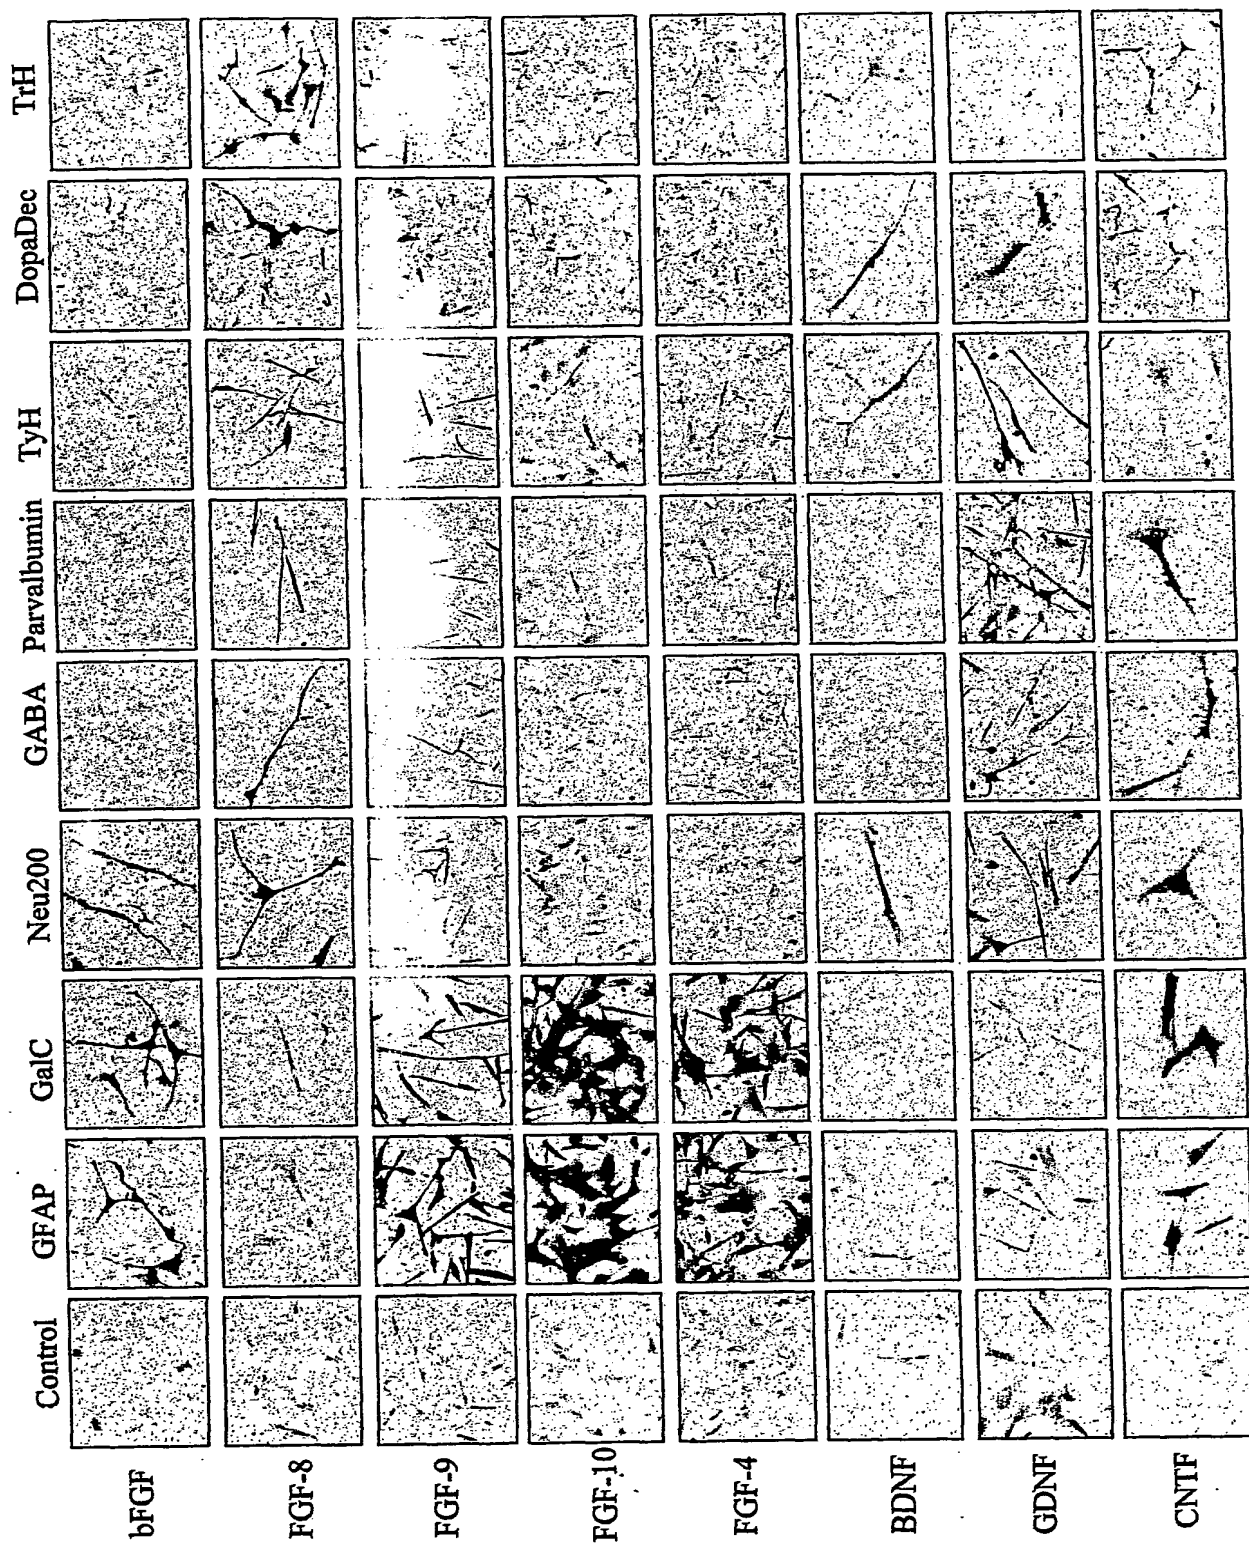 Control
GFAP
GalC
Neu200
GABA
Parvalbumin
TyH
DopaDec
TrH
bFGF
FGF-8
FGF-9
FGF-10
FGF-4
BDNF
GDNF
CNTF